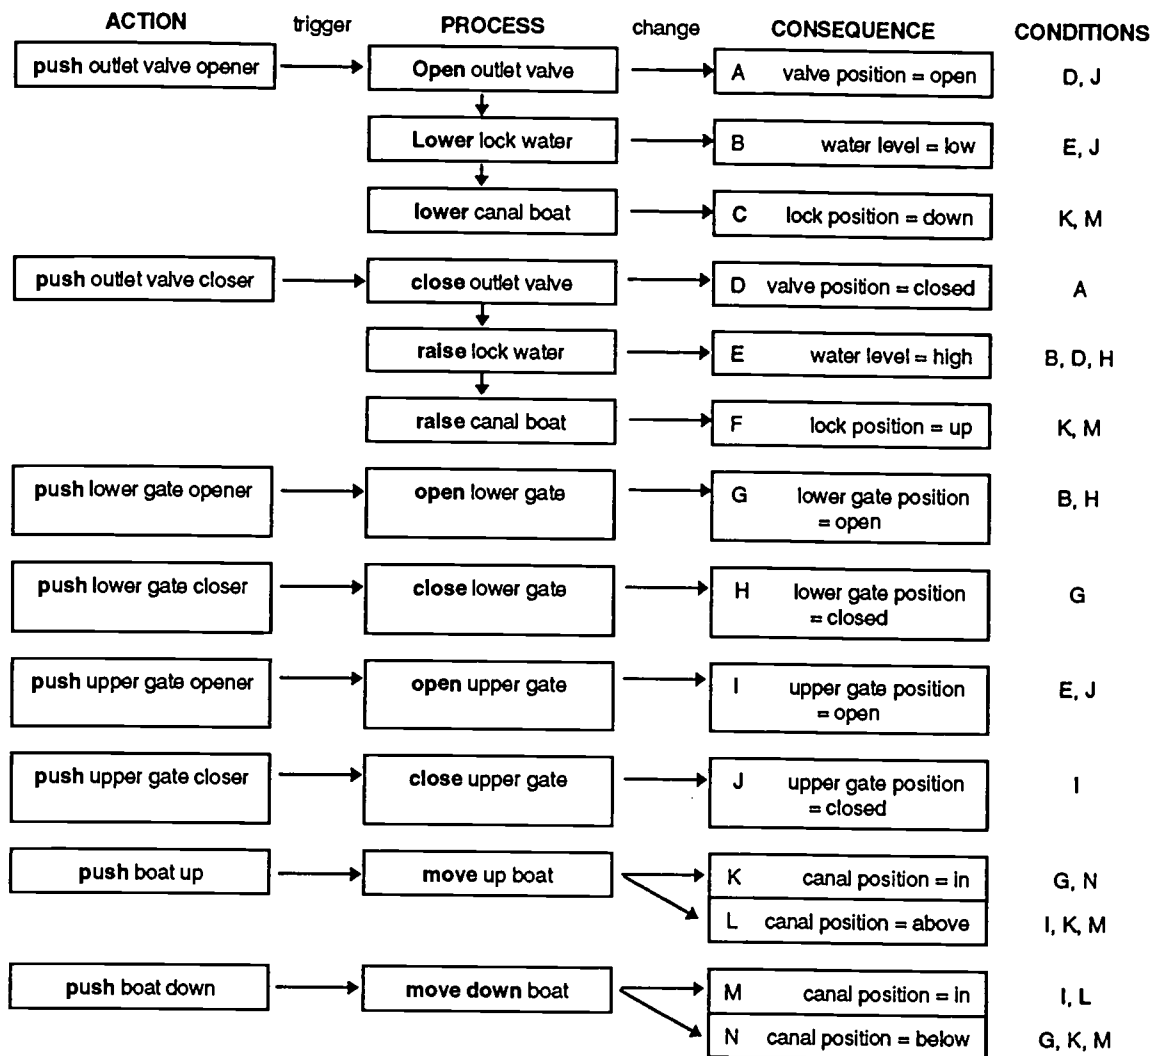 ACTION trigger PROCESS change CONSEQUENCE CONDITIONS
push outlet valve opener Open outlet valve A valve position = open D, J
Lower lock water B water level = low E, J
lower canal boat C lock position = down K, M
push outlet valve closer close outlet valve D valve position = closed A
raise lock water E water level = high B, D, H
raise canal boat F lock position = up K, M
push lower gate opener open lower gate G lower gate position B, H
= open
push lower gate closer close lower gate H lower gate position G
= closed
push upper gate opener open upper gate I upper gate position E, J
= open
push upper gate closer close upper gate J upper gate position I
= closed
push boat up move up boat K canal position = in G, N
L canal position = above I, K, M
push boat down move down boat M canal position = in I, L
N canal position = below G, K, M